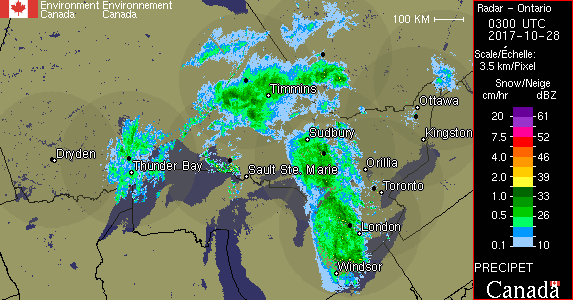 Environment Environnement
Canada Canada
100 KM
Timmins
Ottawa
Sudbury
Kingston
Dryden
Thunder Bay
Sault Ste. Marie
Orillia
Toronto
London
Windsor
Radar - Ontario
0300 UTC
2017-10-28
Scale/Échelle:
3.5 km/Pixel
Snow/Neige
cm/hr dBZ
20 61
7.5 52
4.0 46
2.0 39
1.0 33
0.5 26
0.1 10
PRECIPET
Canada